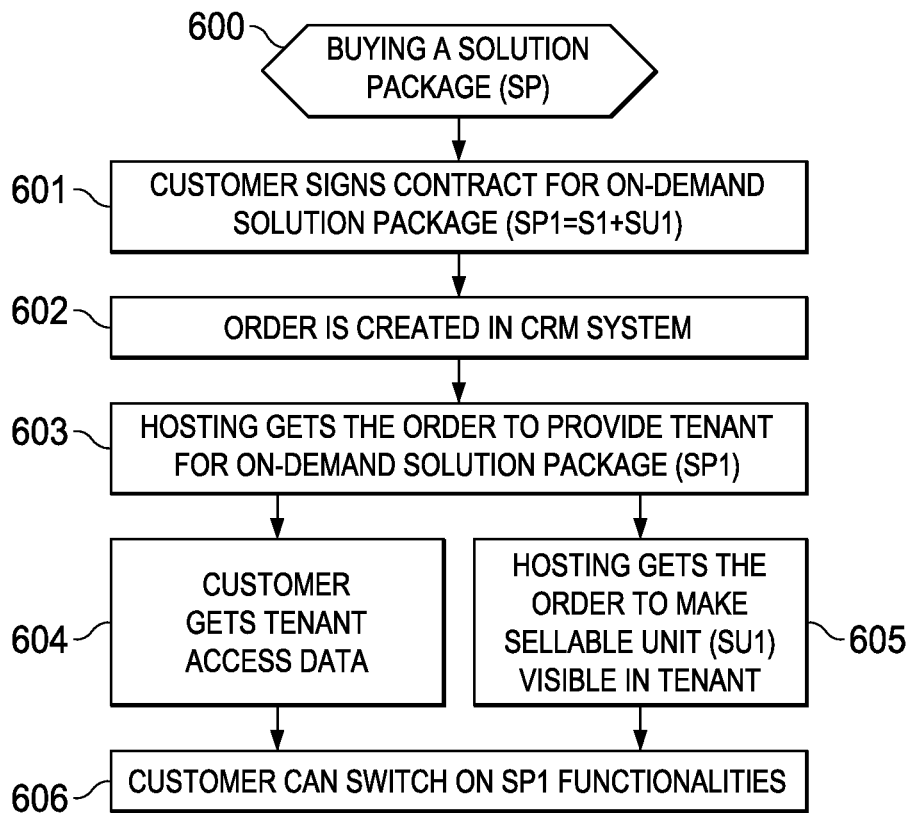 600
BUYING A SOLUTION
PACKAGE (SP)
601
CUSTOMER SIGNS CONTRACT FOR ON-DEMAND
SOLUTION PACKAGE (SP1=S1+SU1)
602
ORDER IS CREATED IN CRM SYSTEM
603
HOSTING GETS THE ORDER TO PROVIDE TENANT
FOR ON-DEMAND SOLUTION PACKAGE (SP1)
604
CUSTOMER
GETS TENANT
ACCESS DATA
HOSTING GETS THE
ORDER TO MAKE
SELLABLE UNIT (SU1)
VISIBLE IN TENANT
605
606
CUSTOMER CAN SWITCH ON SP1 FUNCTIONALITIES